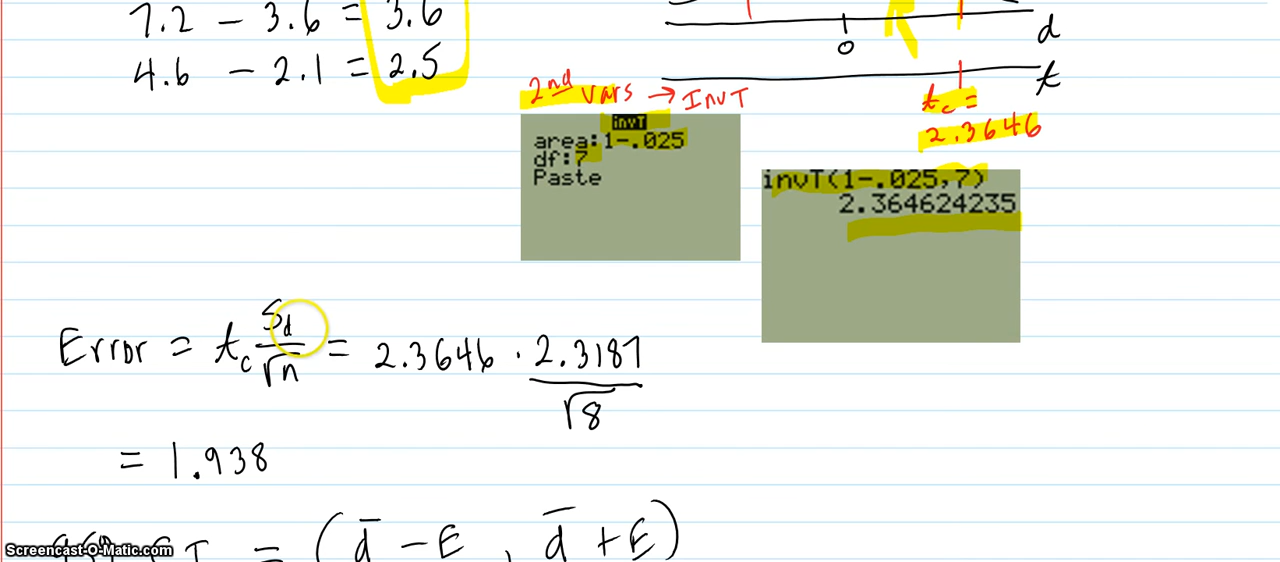 7.2 - 3.6 = 3.6
4.6 - 2.1 = 2.5
0
d
t
2nd Vars → InvT
t_c =
2.3646
invT
area:1-.025
df:7
Paste
invT(1-.025,7)
2.364624235
Error = t_c S_d/√n = 2.3646 · 2.3187/√8
= 1.938
= (d̄ - E , d̄ + E)
Screencast-O-Matic.com